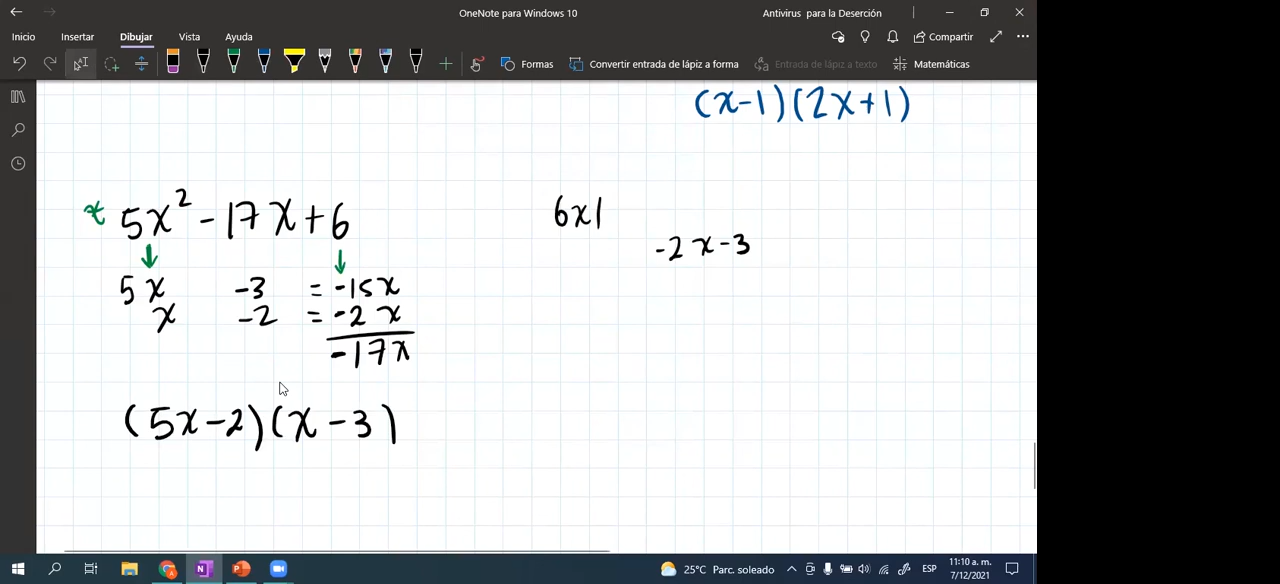 OneNote para Windows 10
Antivirus para la Deserción
Inicio Insertar Dibujar Vista Ayuda
Compartir
Formas
Convertir entrada de lápiz a forma
Entrada de lápiz a texto
Matemáticas
(x-1)(2x+1)
x 5x² - 17x + 6
6x1
-2 x -3
5x -3 = -15x
x -2 = -2x
-17x
(5x-2)(x-3)
25°C Parc. soleado
ESP
11:10 a. m.
7/12/2021